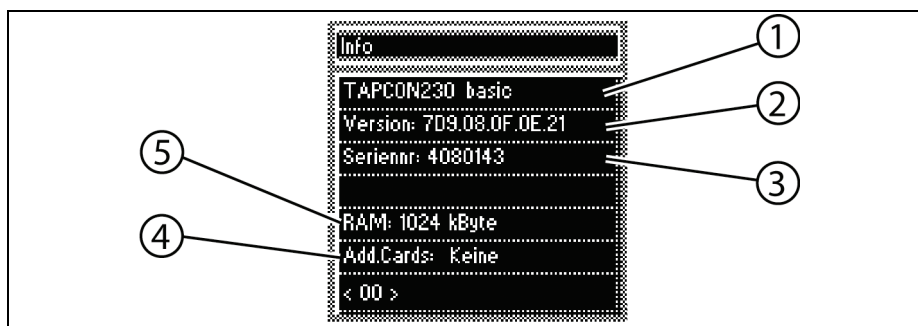 Info
TAPCON230 basic
Version: 7D9.08.0F.0E.21
Seriennr: 4080143
RAM: 1024 kByte
Add.Cards: Keine
< 00 >
1
2
3
5
4